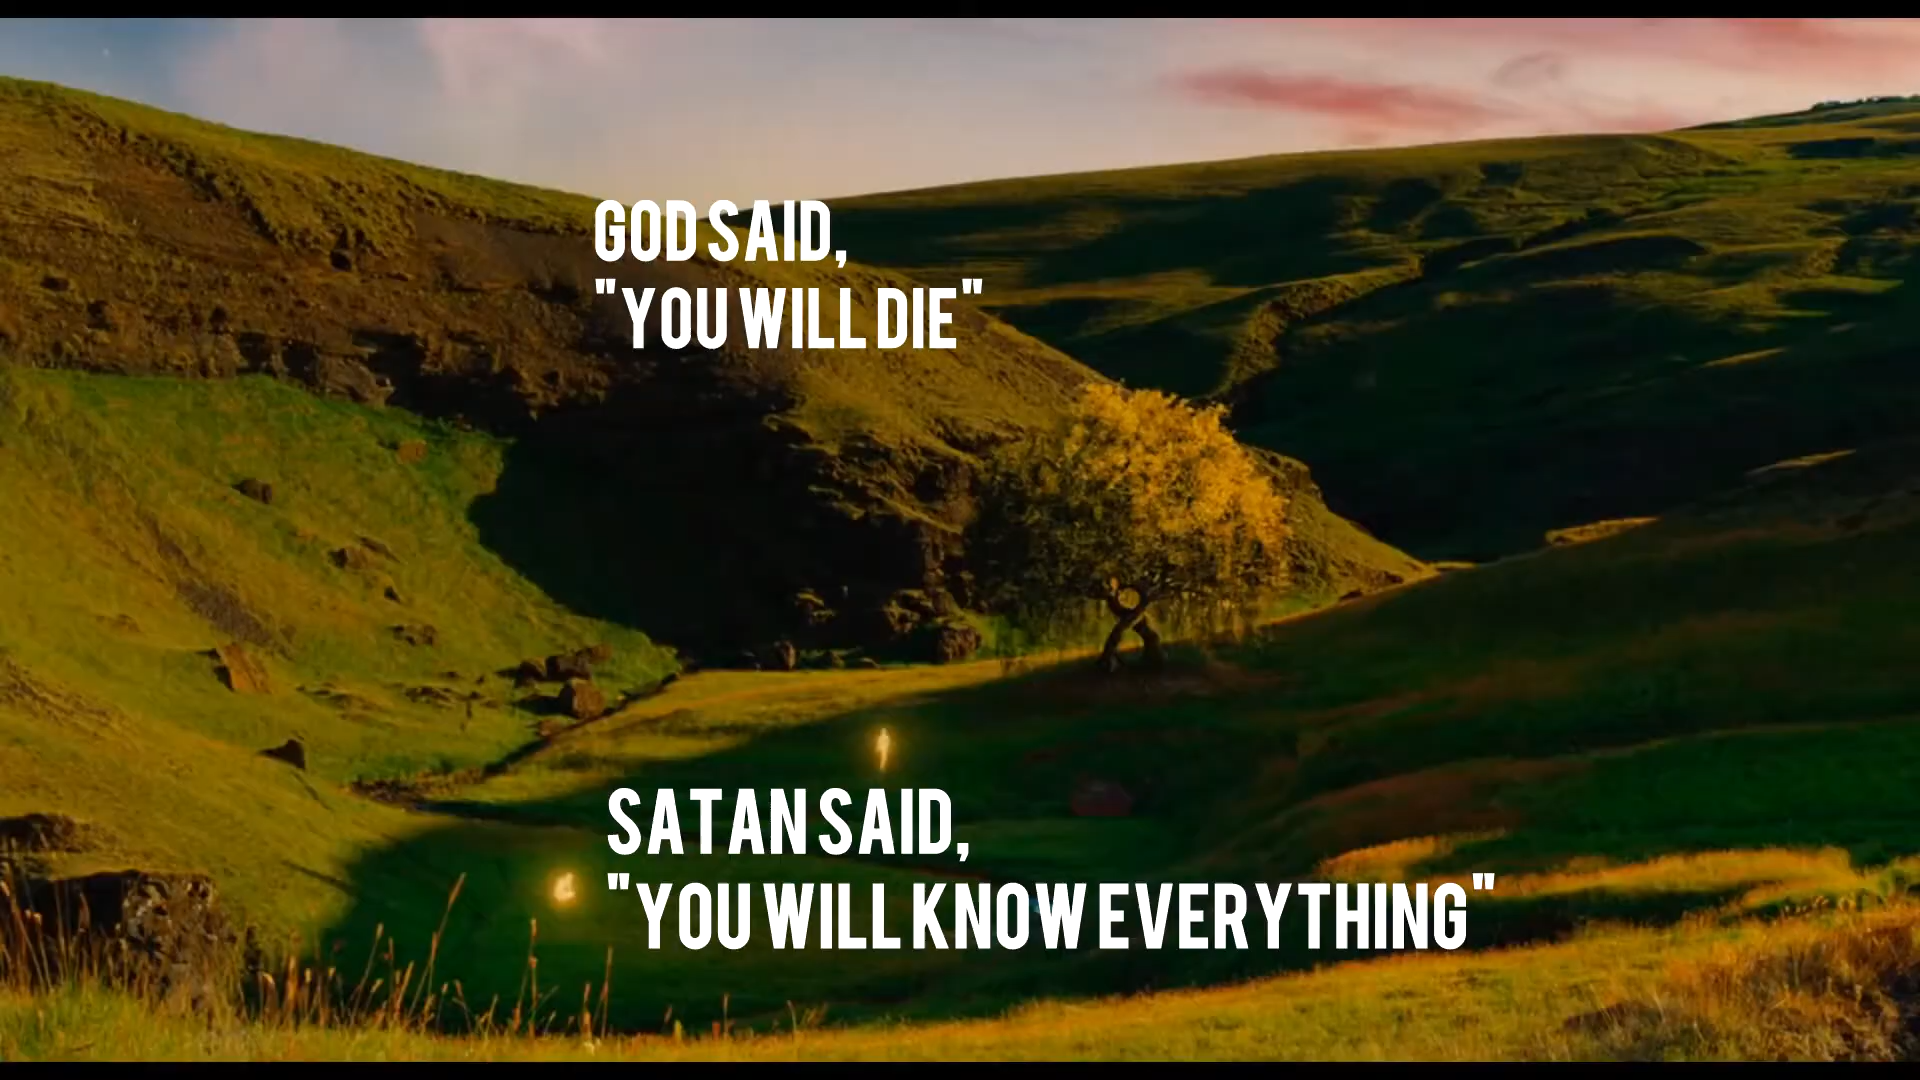 GOD SAID,
"YOU WILL DIE"
SATAN SAID,
"YOU WILL KNOW EVERYTHING"